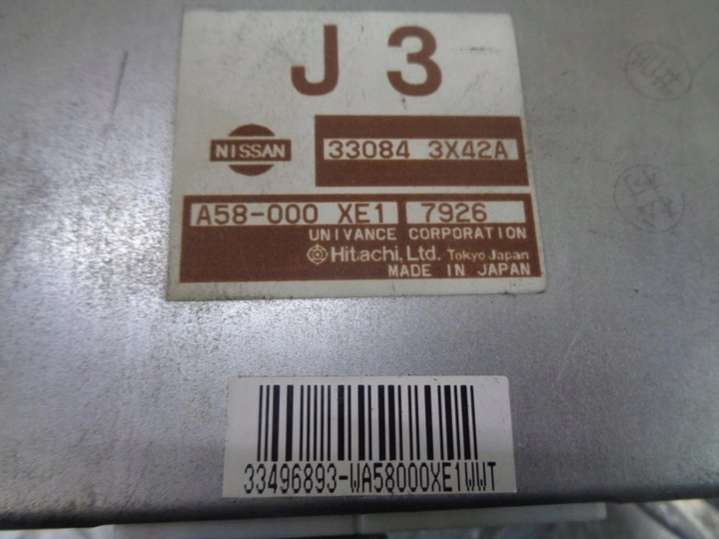 J 3
NISSAN
33084 3X42A
A58-000 XE1 7926
UNIVANCE CORPORATION
Hitachi, Ltd. Tokyo Japan
MADE IN JAPAN
33496893-WA58000XE1WWT